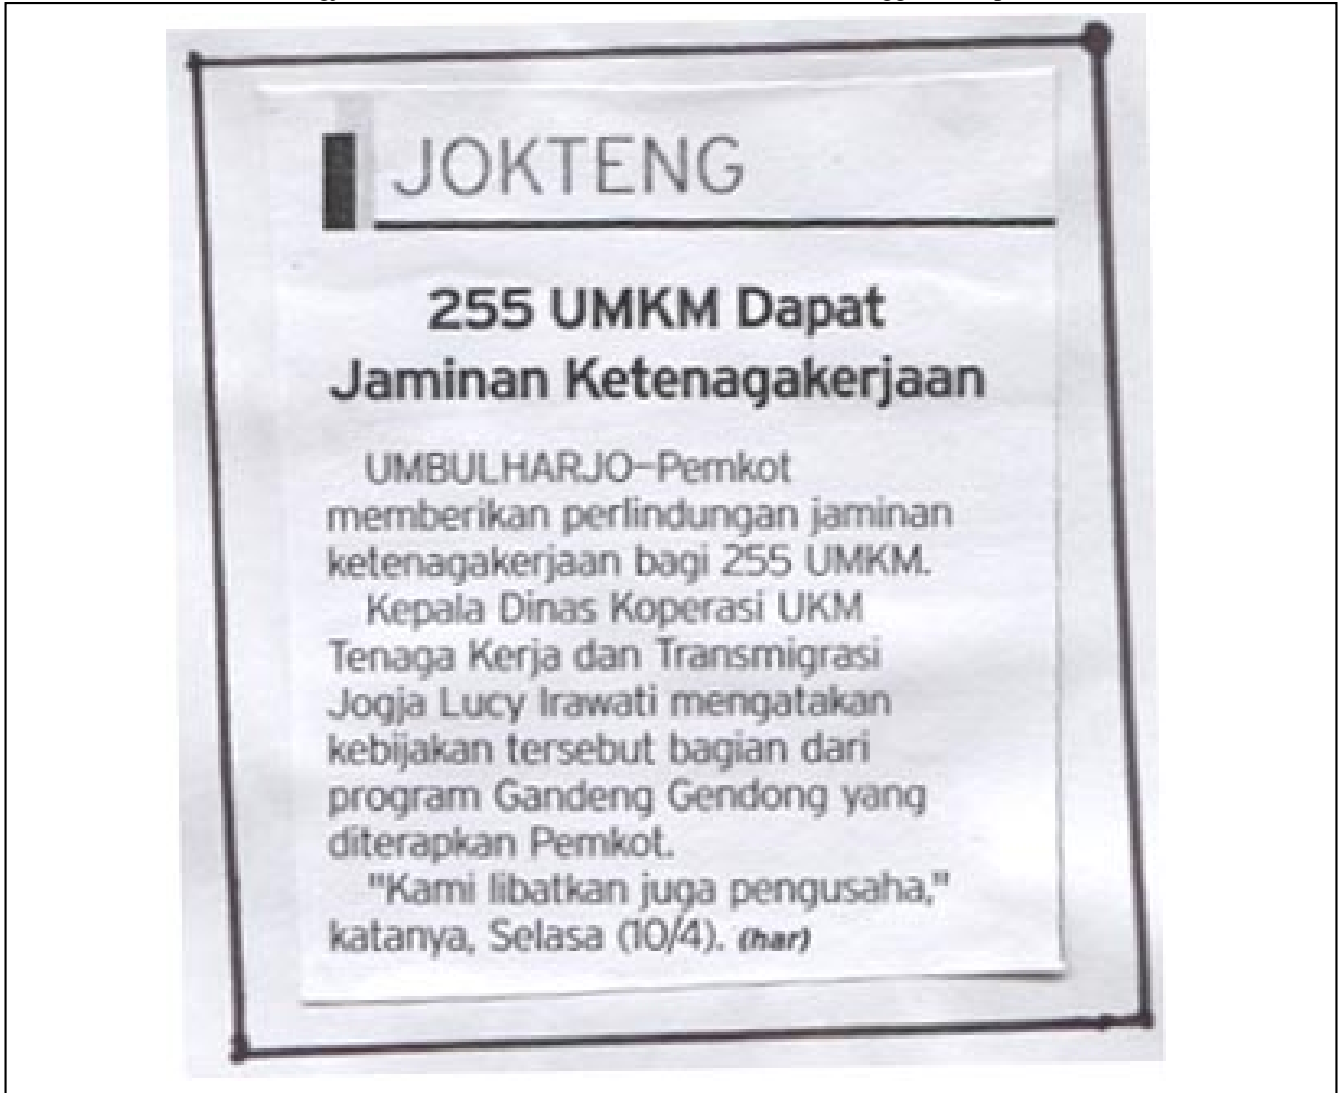 JOKTENG
255 UMKM Dapat
Jaminan Ketenagakerjaan
UMBULHARJO–Pemkot
memberikan perlindungan jaminan
ketenagakerjaan bagi 255 UMKM.
Kepala Dinas Koperasi UKM
Tenaga Kerja dan Transmigrasi
Jogja Lucy Irawati mengatakan
kebijakan tersebut bagian dari
program Gandeng Gendong yang
diterapkan Pemkot.
"Kami libatkan juga pengusaha,"
katanya, Selasa (10/4). (har)